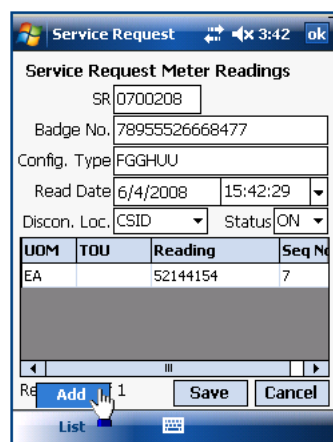 Service Request 3:42 ok
Service Request Meter Readings
SR 0700208
Badge No. 78955526668477
Config. Type FGGHUU
Read Date 6/4/2008 15:42:29
Discon. Loc. CSID Status ON
UOM TOU Reading Seq
EA 52144154 7
Add 1 Save Cancel
List